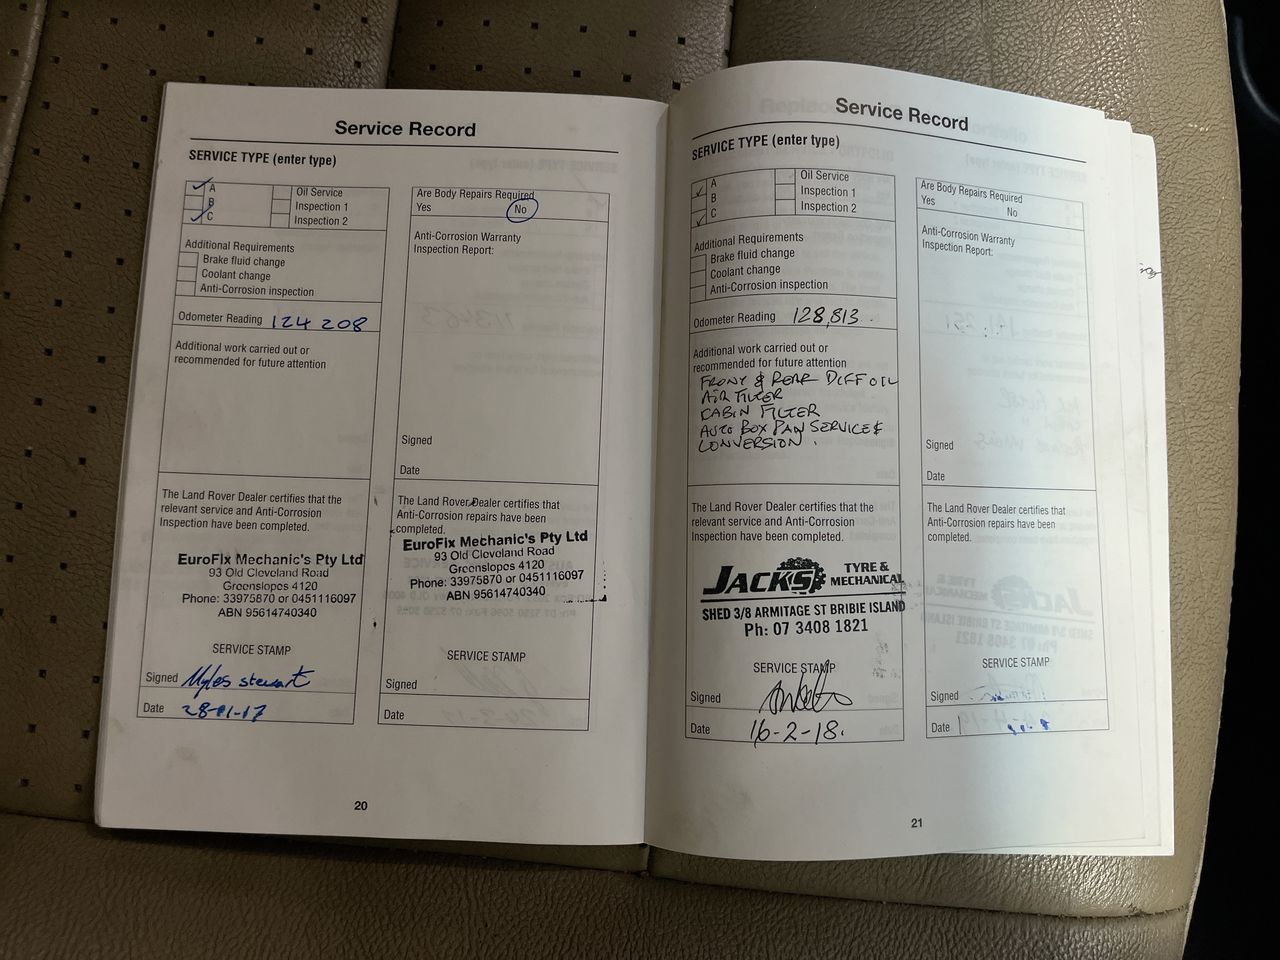 Service Record
SERVICE TYPE (enter type)
A
B
C
Oil Service
Inspection 1
Inspection 2
Additional Requirements
Brake fluid change
Coolant change
Anti-Corrosion inspection
Odometer Reading 124 208
Additional work carried out or
recommended for future attention
The Land Rover Dealer certifies that the
relevant service and Anti-Corrosion
Inspection have been completed.
EuroFix Mechanic's Pty Ltd
93 Old Cleveland Road
Greenslopes 4120
Phone: 33975870 or 0451116097
ABN 95614740340
SERVICE STAMP
Signed Myles stewart
Date 28-11-17
Are Body Repairs Required
Yes No
Anti-Corrosion Warranty
Inspection Report:
Signed
Date
The Land Rover Dealer certifies that
Anti-Corrosion repairs have been
completed.
EuroFix Mechanic's Pty Ltd
93 Old Cleveland Road
Greenslopes 4120
Phone: 33975870 or 0451116097
ABN 95614740340
SERVICE STAMP
Signed
Date
20
Service Record
SERVICE TYPE (enter type)
A
B
C
Oil Service
Inspection 1
Inspection 2
Additional Requirements
Brake fluid change
Coolant change
Anti-Corrosion inspection
Odometer Reading 128,813
Additional work carried out or
recommended for future attention
FRONT & REAR DIFF OIL
AIR FILTER
CABIN FILTER
AUTO BOX PAN SERVICE &
CONVERSION.
The Land Rover Dealer certifies that the
relevant service and Anti-Corrosion
Inspection have been completed.
JACKS TYRE &
MECHANICAL
SHED 3/8 ARMITAGE ST BRIBIE ISLAND
Ph: 07 3408 1821
SERVICE STAMP
Signed
Date 16-2-18.
Are Body Repairs Required
Yes No
Anti-Corrosion Warranty
Inspection Report:
Signed
Date
The Land Rover Dealer certifies that
Anti-Corrosion repairs have been
completed.
SERVICE STAMP
Signed
Date
21